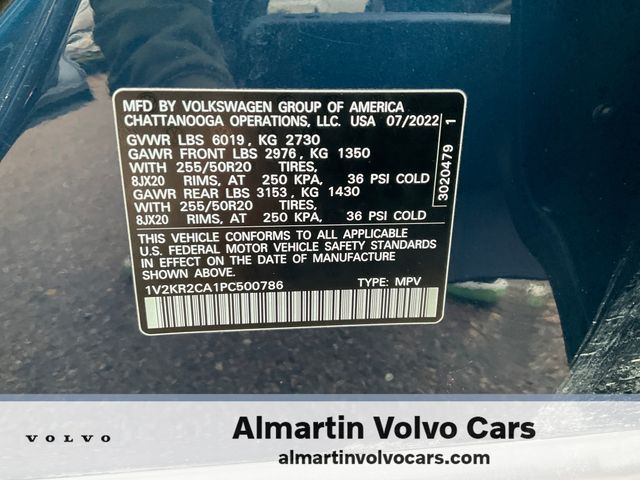 MFD BY VOLKSWAGEN GROUP OF AMERICA
CHATTANOOGA OPERATIONS, LLC. USA 07/2022
GVWR LBS 6019, KG 2730
GAWR FRONT LBS 2976, KG 1350
WITH 255/50R20 TIRES,
8JX20 RIMS, AT 250 KPA, 36 PSI COLD
GAWR REAR LBS 3153, KG 1430
WITH 255/50R20 TIRES,
8JX20 RIMS, AT 250 KPA, 36 PSI COLD
THIS VEHICLE CONFORMS TO ALL APPLICABLE
U.S. FEDERAL MOTOR VEHICLE SAFETY STANDARDS
IN EFFECT ON THE DATE OF MANUFACTURE
SHOWN ABOVE.
1V2KR2CA1PC500786 TYPE: MPV
3020479 1
VOLVO
Almartin Volvo Cars
almartinvolvocars.com